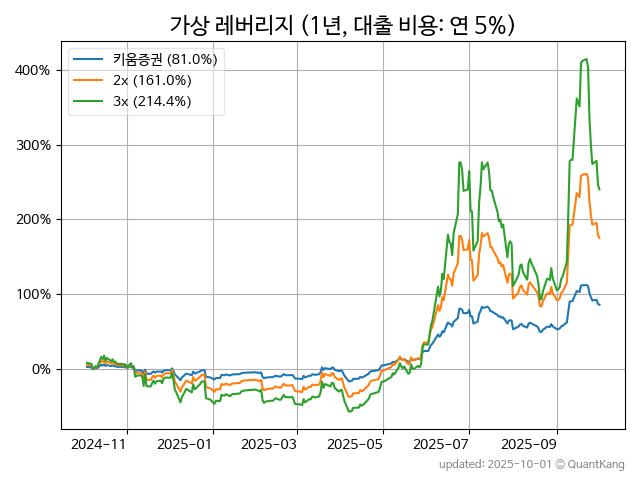 가상 레버리지 (1년, 대출 비용: 연 5%)
키움증권 (81.0%)
2x (161.0%)
3x (214.4%)
400%
300%
200%
100%
0%
2024-11
2025-01
2025-03
2025-05
2025-07
2025-09
updated: 2025-10-01 © QuantKang